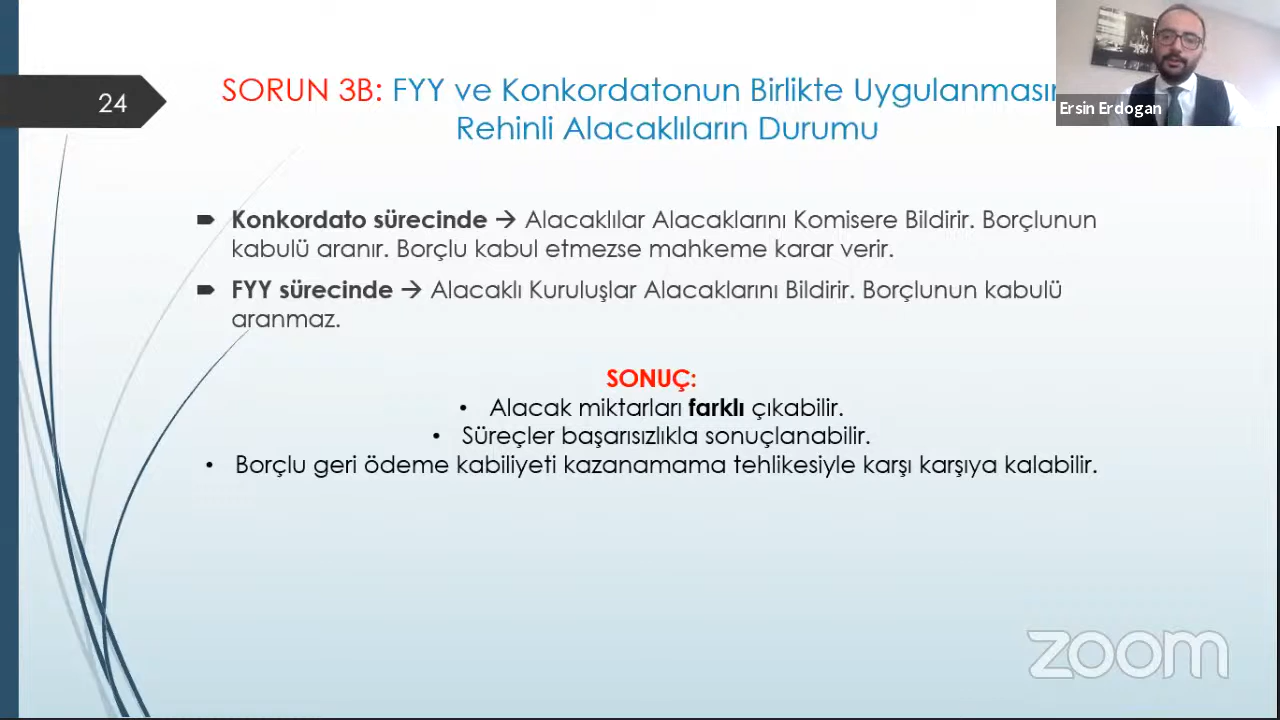 24
SORUN 3B: FYY ve Konkordatonun Birlikte
Rehinli Alacaklıların Durumu
Ersin Erdogan
Konkordato sürecinde → Alacaklılar Alacaklarını Komisere Bildirir. Borçlunun
kabulü aranır. Borçlu kabul etmezse mahkeme karar verir.
FYY sürecinde → Alacaklı Kuruluşlar Alacaklarını Bildirir. Borçlunun kabulü
aranmaz.
SONUÇ:
• Alacak miktarları farklı çıkabilir.
• Süreçler başarısızlıkla sonuçlanabilir.
• Borçlu geri ödeme kabiliyeti kazanamama tehlikesiyle karşı karşıya kalabilir.
zoom